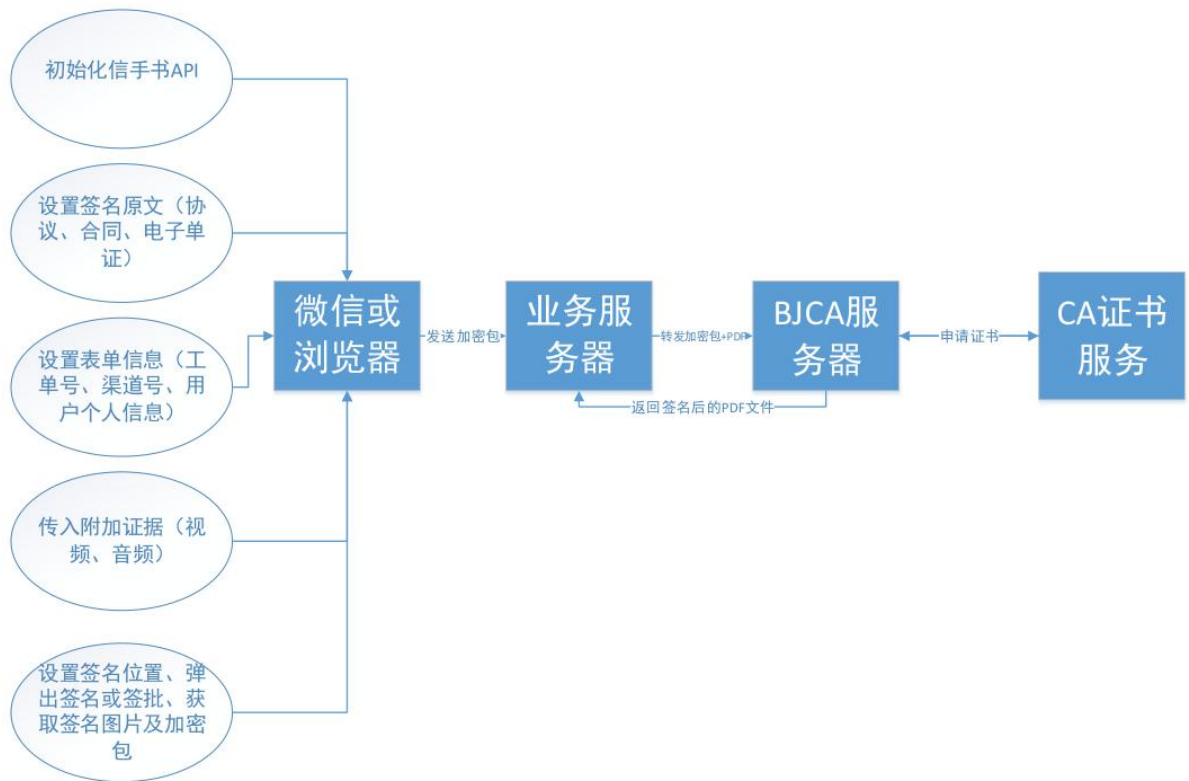 初始化信手书API
设置签名原文（协
议、合同、电子单
证）
设置表单信息（工
单号、渠道号、用
户个人信息）
传入附加证据（视
频、音频）
设置签名位置、弹
出签名或签批、获
取签名图片及加密
包
微信或
浏览器
发送加密包
业务服
务器
转发加密包+PDF
BJCA服
务器
申请证书
CA证书
服务
返回签名后的PDF文件